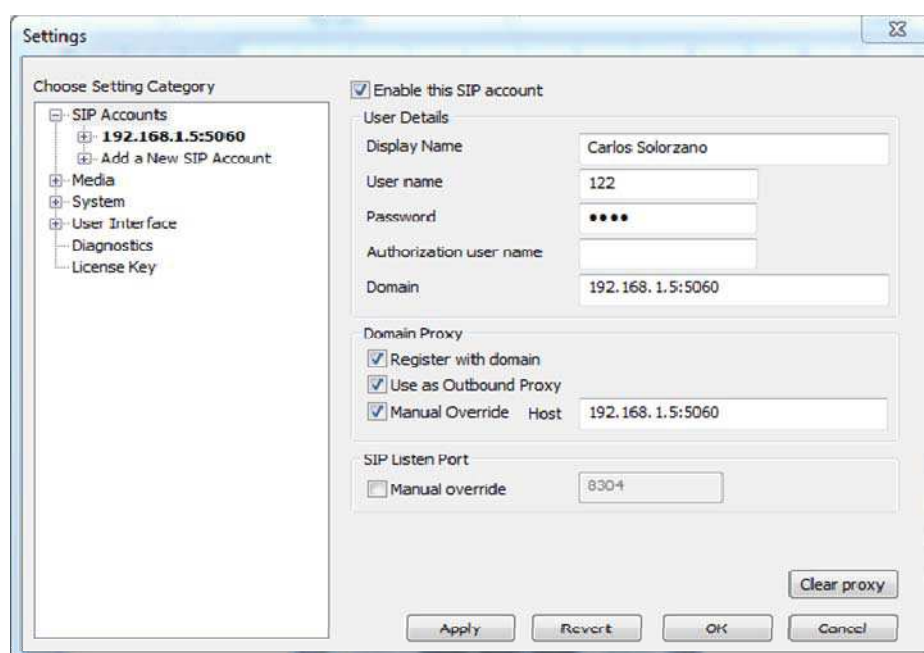 Settings
Choose Setting Category
SIP Accounts
192.168.1.5:5060
Add a New SIP Account
Media
System
User Interface
Diagnostics
License Key
Enable this SIP account
User Details
Display Name Carlos Solorzano
User name 122
Password ••••
Authorization user name
Domain 192.168.1.5:5060
Domain Proxy
Register with domain
Use as Outbound Proxy
Manual Override Host 192.168.1.5:5060
SIP Listen Port
Manual override 8304
Clear proxy
Apply Revert OK Cancel